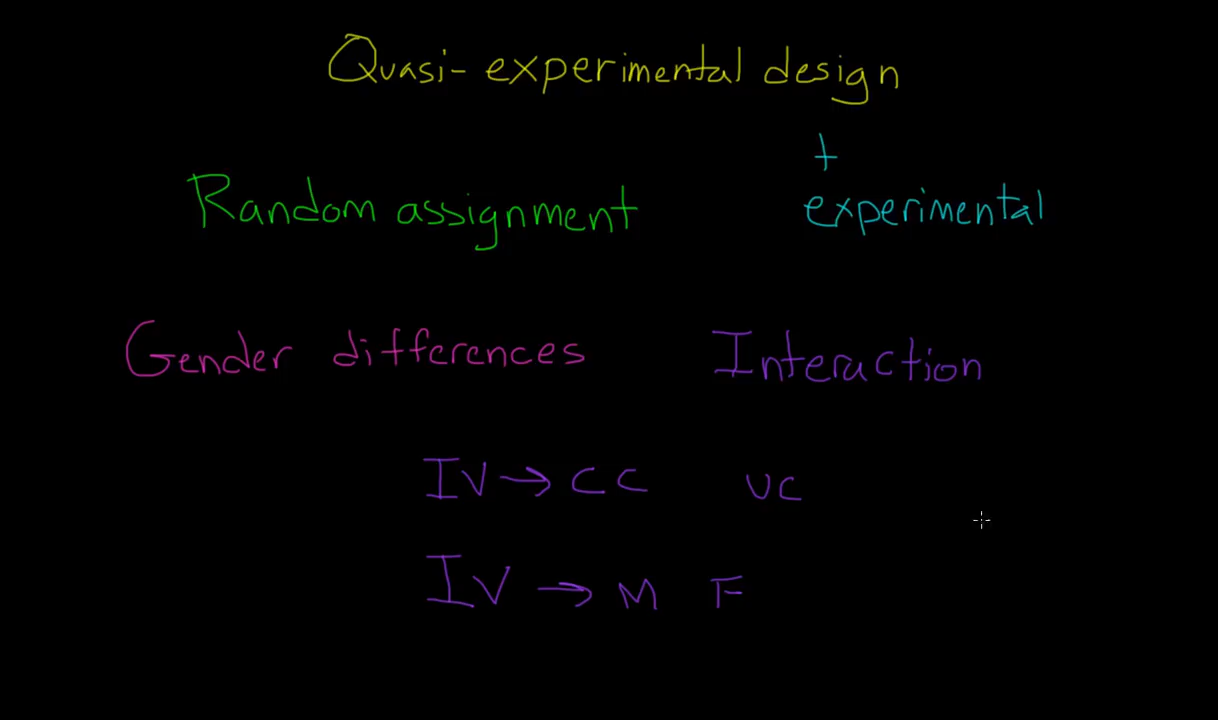 Quasi-experimental design
+
Random assignment experimental
Gender differences Interaction
IV → CC UC
IV → M F